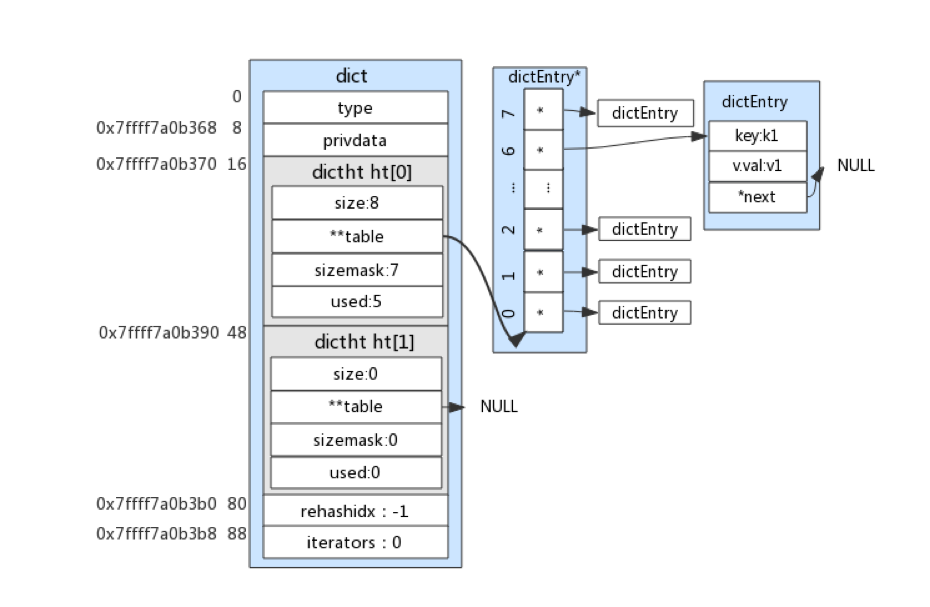 dict
0
type
0x7ffff7a0b368 8
privdata
0x7ffff7a0b370 16
dictht ht[0]
size:8
**table
sizemask:7
used:5
0x7ffff7a0b390 48
dictht ht[1]
size:0
**table
NULL
sizemask:0
used:0
0x7ffff7a0b3b0 80
rehashidx : -1
0x7ffff7a0b3b8 88
iterators : 0
dictEntry*
7 * dictEntry
6 *
... ...
2 * dictEntry
1 * dictEntry
0 * dictEntry
dictEntry
key:k1
v.val:v1
NULL
*next